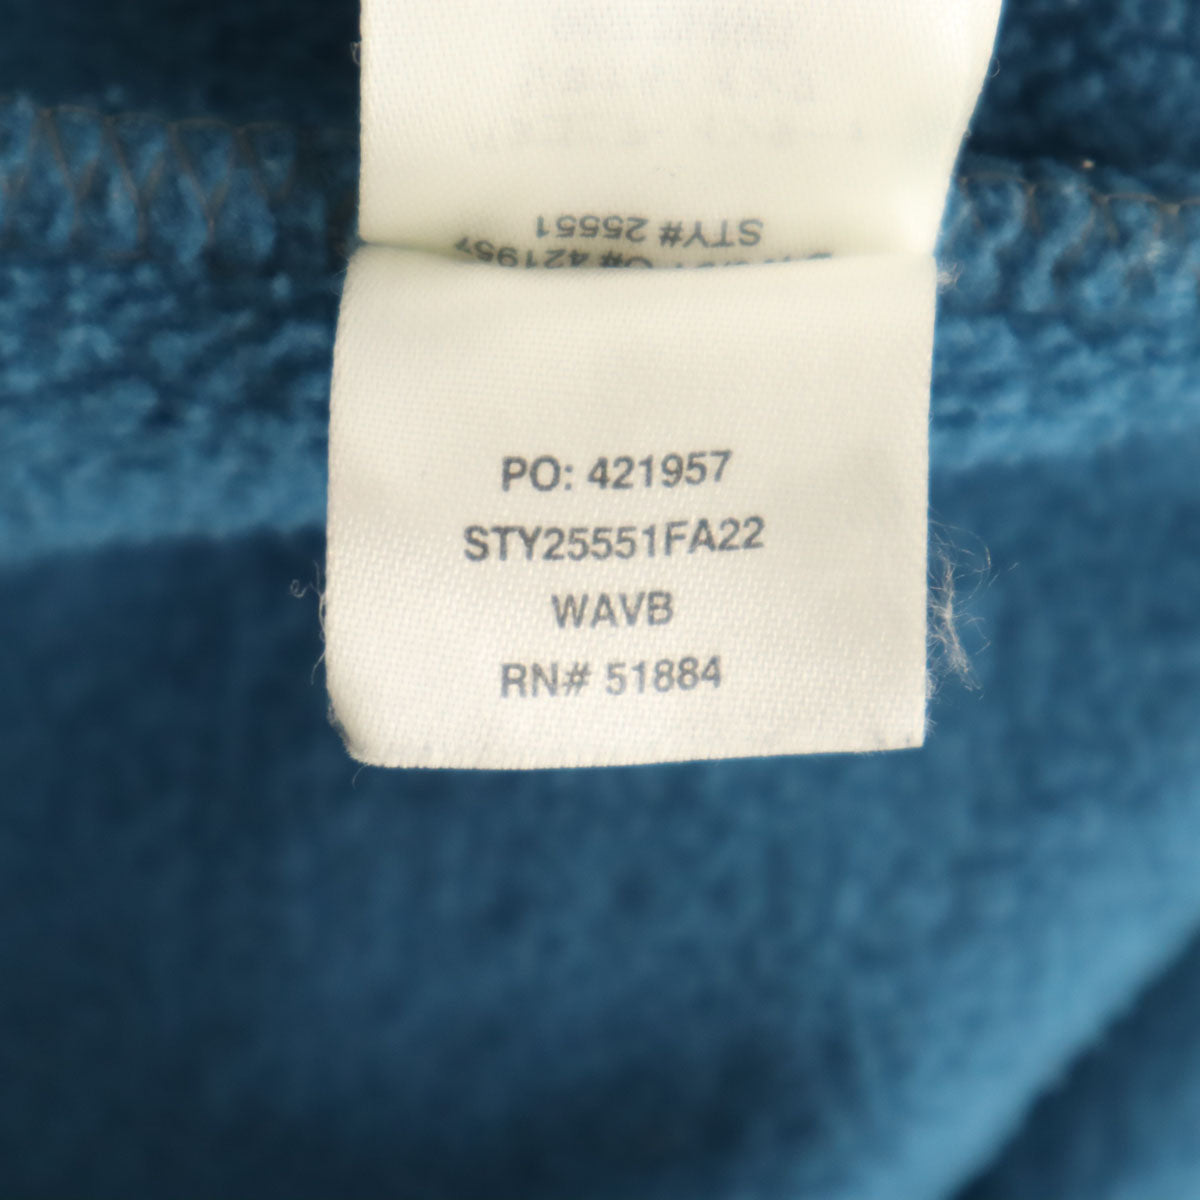 STY# 25551
PO: 421957
STY25551FA22
WAVB
RN# 51884